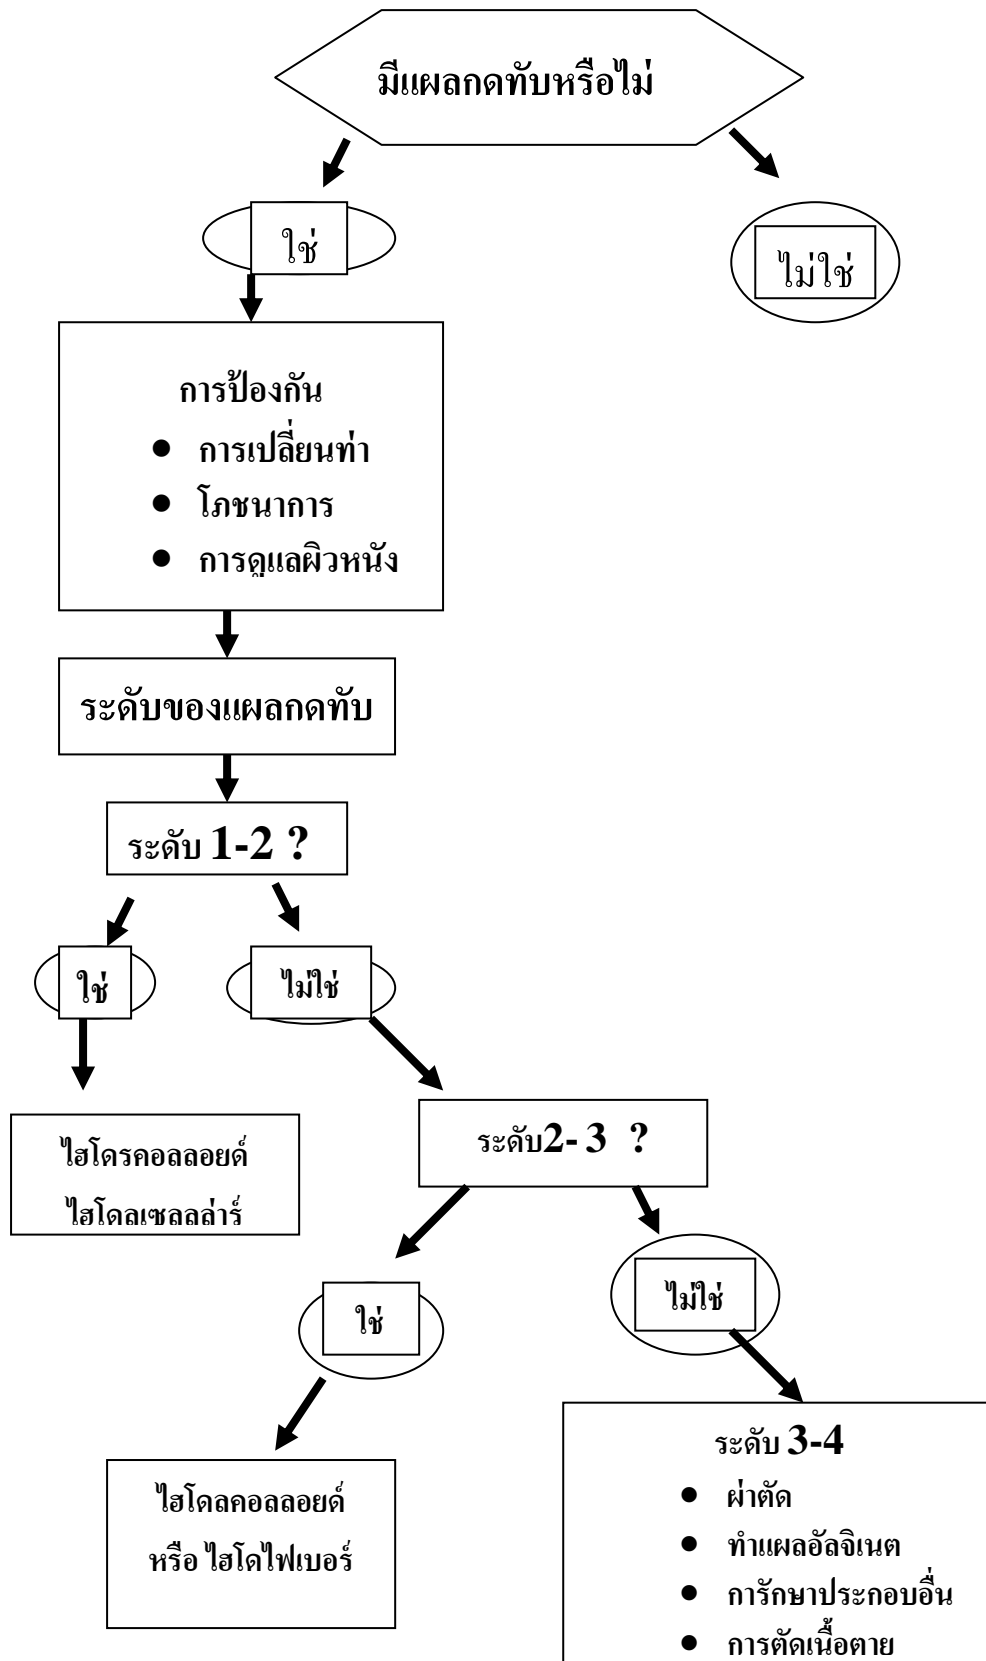 มีแผลกดทับหรือไม่
ใช่
ไม่ใช่
การป้องกัน
● การเปลี่ยนท่า
● โภชนาการ
● การดูแลผิวหนัง
ระดับของแผลกดทับ
ระดับ 1-2 ?
ใช่
ไม่ใช่
ไฮโดรคอลลอยด์
ไฮโดลเซลลล่าร์
ระดับ2- 3 ?
ใช่
ไม่ใช่
ไฮโดลคอลลอยด์
หรือ ไฮโดไฟเบอร์
ระดับ 3-4
● ผ่าตัด
● ทำแผลอัลจิเนต
● การักษาประกอบอื่น
● การตัดเนื้อตาย